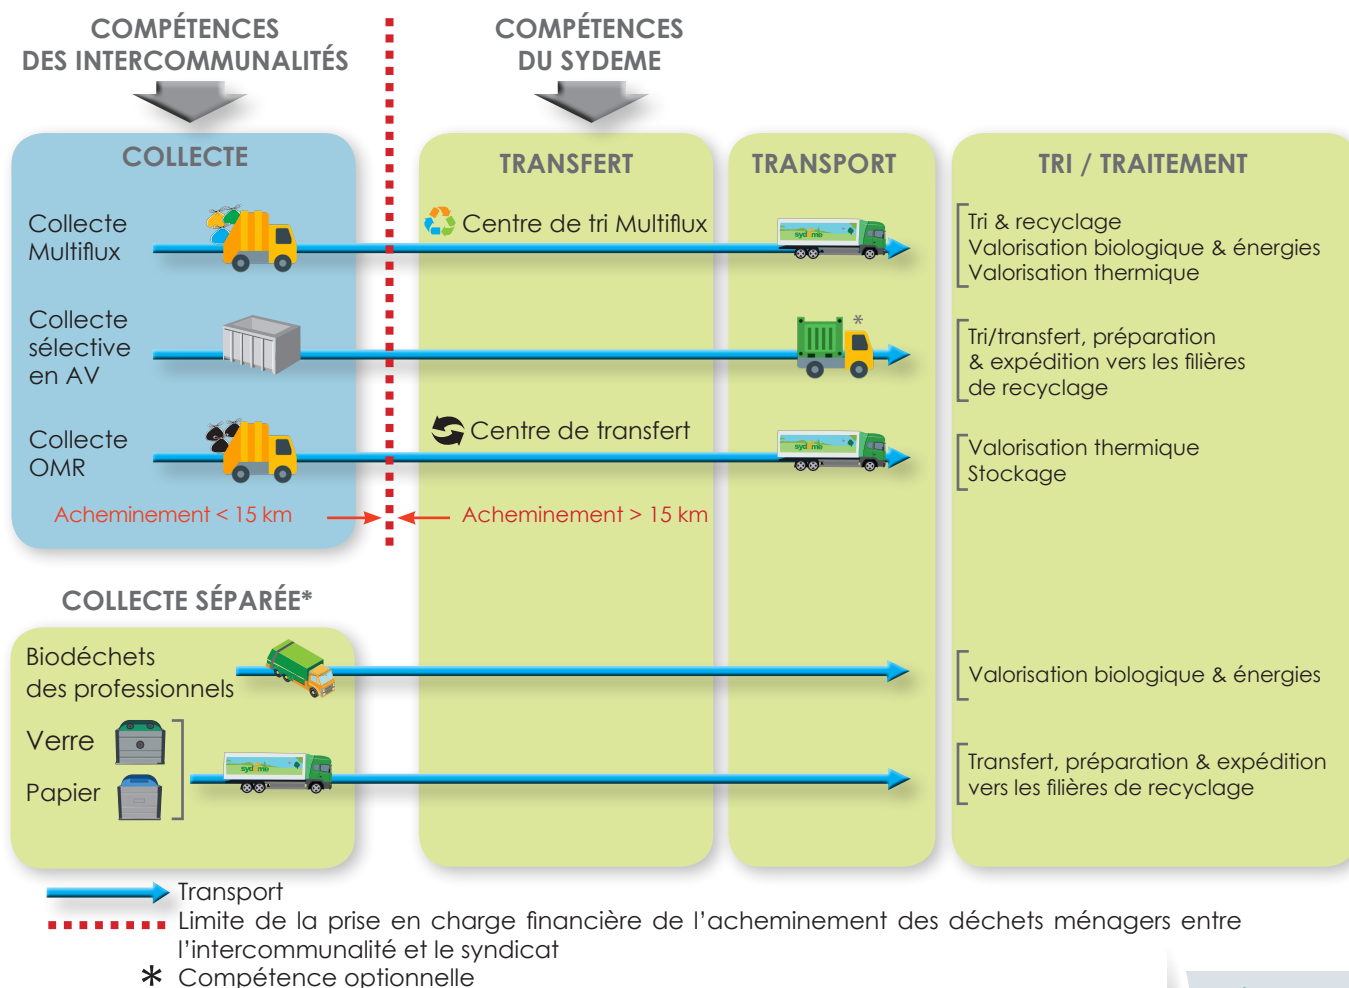 COMPÉTENCES
DES INTERCOMMUNALITÉS
COMPÉTENCES
DU SYDEME
COLLECTE
TRANSFERT
TRANSPORT
TRI / TRAITEMENT
Collecte
Multiflux
Centre de tri Multiflux
sydeme
Tri & recyclage
Valorisation biologique & énergies
Valorisation thermique
Collecte
sélective
en AV
*
Tri/transfert, préparation
& expédition vers les filières
de recyclage
Collecte
OMR
Centre de transfert
sydeme
Valorisation thermique
Stockage
Acheminement < 15 km
Acheminement > 15 km
COLLECTE SÉPARÉE*
Biodéchets
des professionnels
Valorisation biologique & énergies
Verre
Papier
sydeme
Transfert, préparation & expédition
vers les filières de recyclage
Transport
Limite de la prise en charge financière de l'acheminement des déchets ménagers entre
l'intercommunalité et le syndicat
* Compétence optionnelle